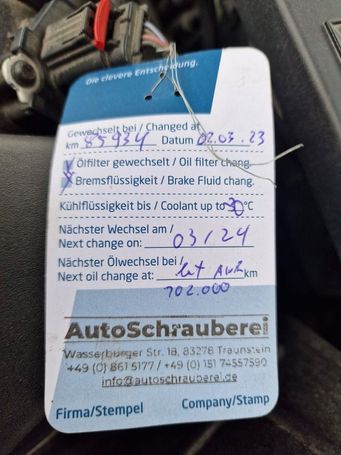 Die clevere Entscheidung.
Gewechselt bei / Changed at
km 85934 Datum 02.03.23
Ölfilter gewechselt / Oil filter chang.
Bremsflüssigkeit / Brake Fluid chang.
Kühlflüssigkeit bis / Coolant up to 30 °C
Nächster Wechsel am /
Next change on: 03/24
Nächster Ölwechsel bei /
Next oil change at: km
102.000
AutoSchrauberei
Wasserburger Str. 18, 83278 Traunstein
+49 (0) 861 5177 / +49 (0) 151 74557590
info@autoschrauberei.de
Firma/Stempel Company/Stamp